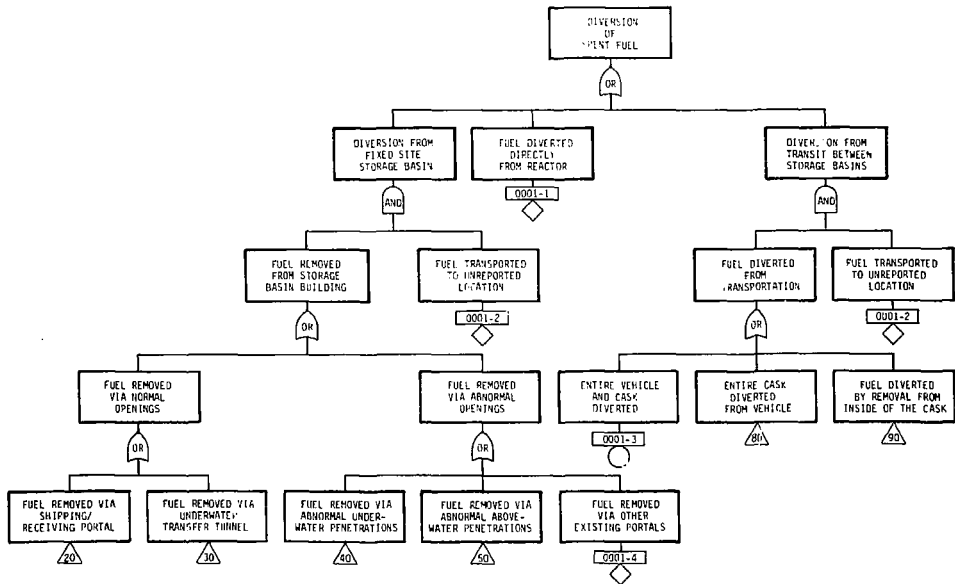 DIVERSION
OF
SPENT FUEL
OR
DIVERSION FROM
FIXED SITE
STORAGE BASIN
FUEL DIVERTED
DIRECTLY
FROM REACTOR
0001-1
DIVERSION FROM
TRANSIT BETWEEN
STORAGE BASINS
AND
AND
FUEL REMOVED
FROM STORAGE
BASIN BUILDING
FUEL TRANSPORTED
TO UNREPORTED
LOCATION
0001-2
FUEL DIVERTED
FROM
TRANSPORTATION
FUEL TRANSPORTED
TO UNREPORTED
LOCATION
0001-2
OR
OR
FUEL REMOVED
VIA NORMAL
OPENINGS
FUEL REMOVED
VIA ABNORMAL
OPENINGS
ENTIRE VEHICLE
AND CASK
DIVERTED
0001-3
ENTIRE CASK
DIVERTED
FROM VEHICLE
80
FUEL DIVERTED
BY REMOVAL FROM
INSIDE OF THE CASK
90
OR
OR
FUEL REMOVED VIA
SHIPPING/
RECEIVING PORTAL
20
FUEL REMOVED VIA
UNDERWATER
TRANSFER TUNNEL
30
FUEL REMOVED VIA
ABNORMAL UNDER-
WATER PENETRATIONS
40
FUEL REMOVED VIA
ABNORMAL ABOVE-
WATER PENETRATIONS
50
FUEL REMOVED
VIA OTHER
EXISTING PORTALS
0001-4